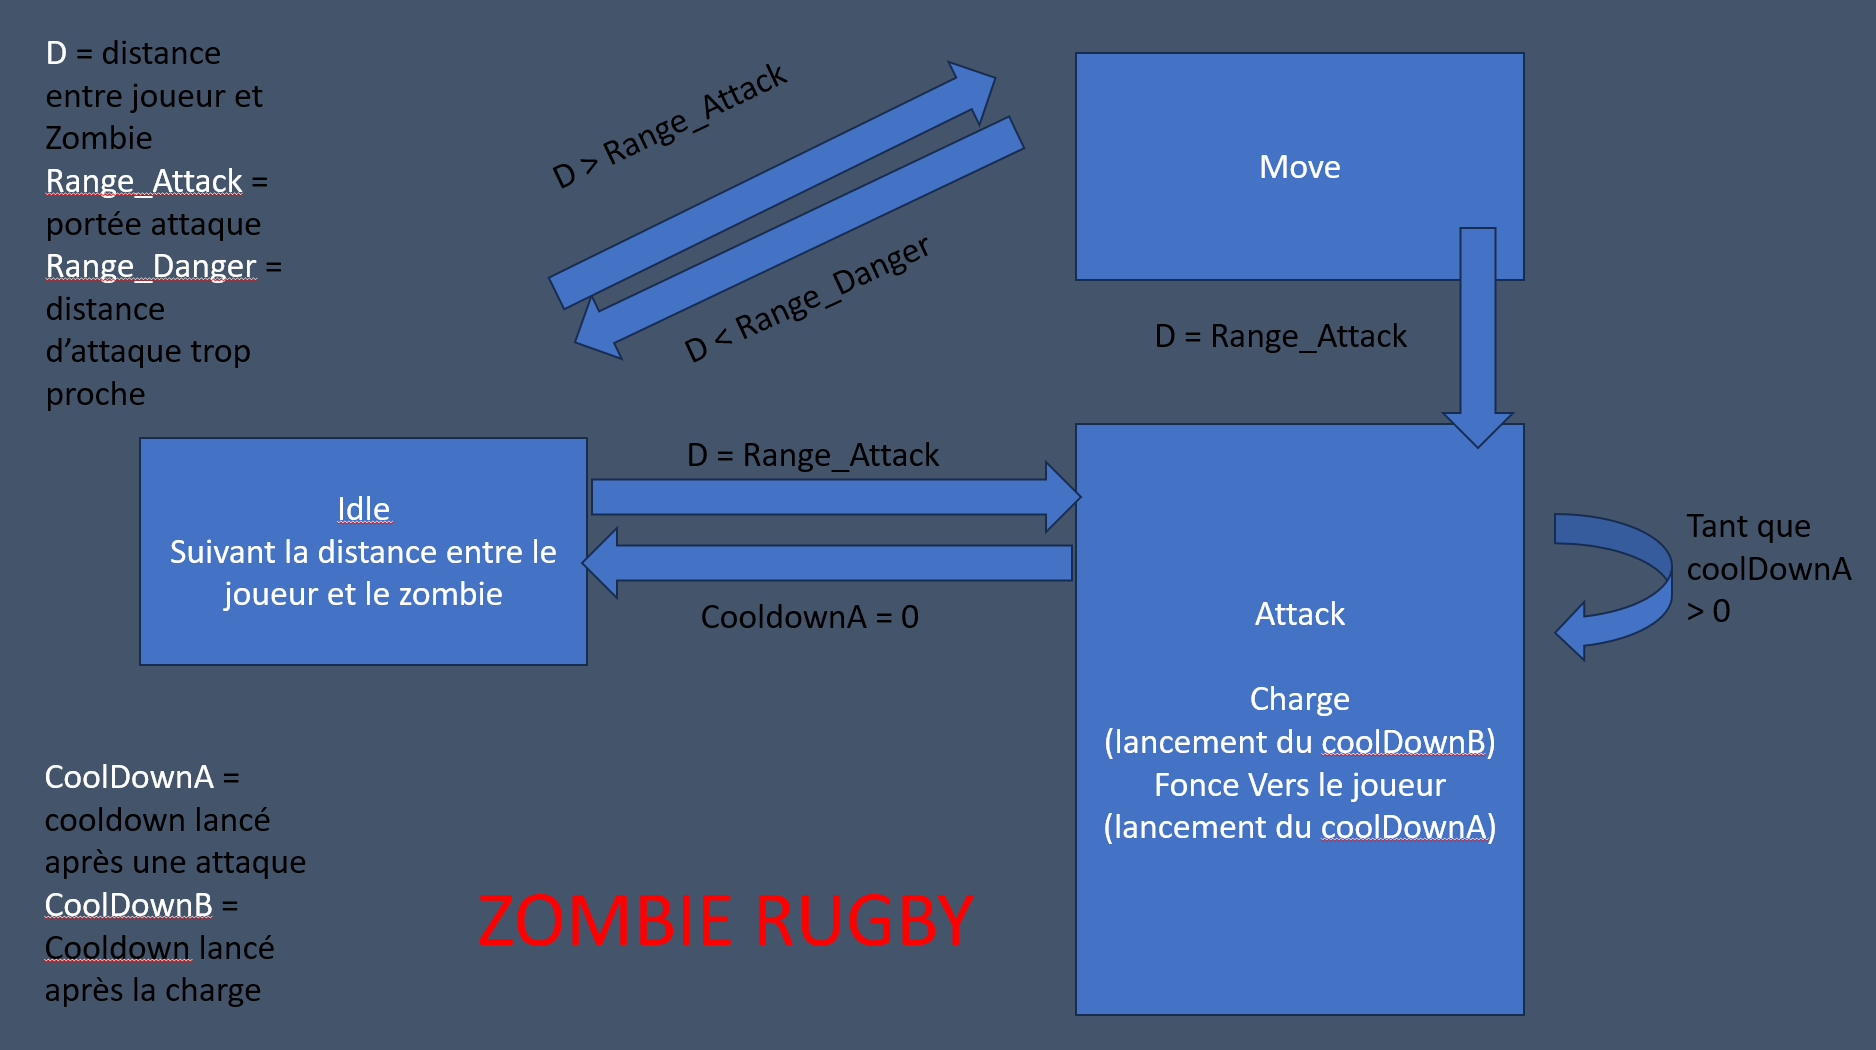 D = distance
entre joueur et
Zombie
Range_Attack =
portée attaque
Range_Danger =
distance
d’attaque trop
proche
D > Range_Attack
D < Range_Danger
Move
D = Range_Attack
Idle
Suivant la distance entre le
joueur et le zombie
D = Range_Attack
CooldownA = 0
Attack
Charge
(lancement du coolDownB)
Fonce Vers le joueur
(lancement du coolDownA)
Tant que
coolDownA
> 0
CoolDownA =
cooldown lancé
après une attaque
CoolDownB =
Cooldown lancé
après la charge
ZOMBIE RUGBY